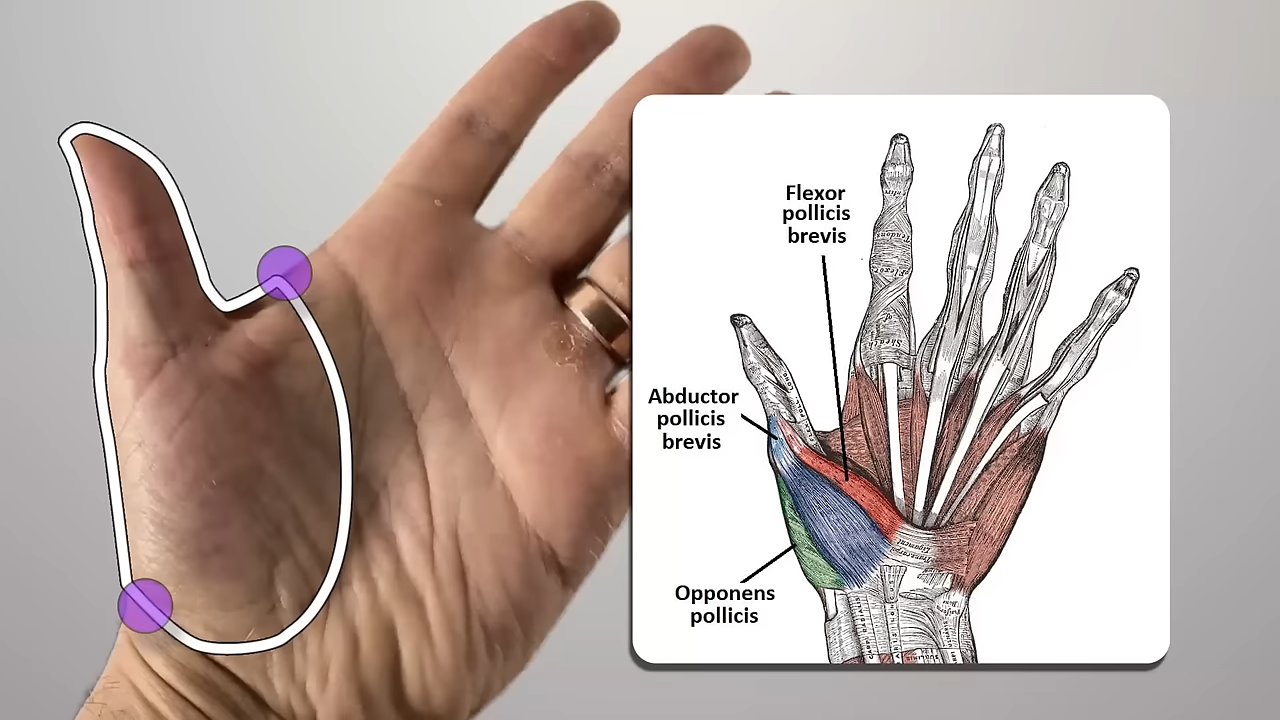 Flexor
pollicis
brevis
Abductor
pollicis
brevis
Opponens
pollicis